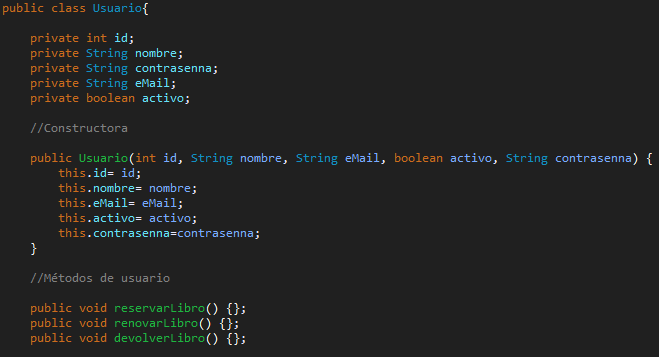 public class Usuario{
private int id;
private String nombre;
private String contrasenna;
private String eMail;
private boolean activo;
//Constructora
public Usuario(int id, String nombre, String eMail, boolean activo, String contrasenna) {
this.id= id;
this.nombre= nombre;
this.eMail= eMail;
this.activo= activo;
this.contrasenna=contrasenna;
}
//Métodos de usuario
public void reservarLibro() {};
public void renovarLibro() {};
public void devolverLibro() {};